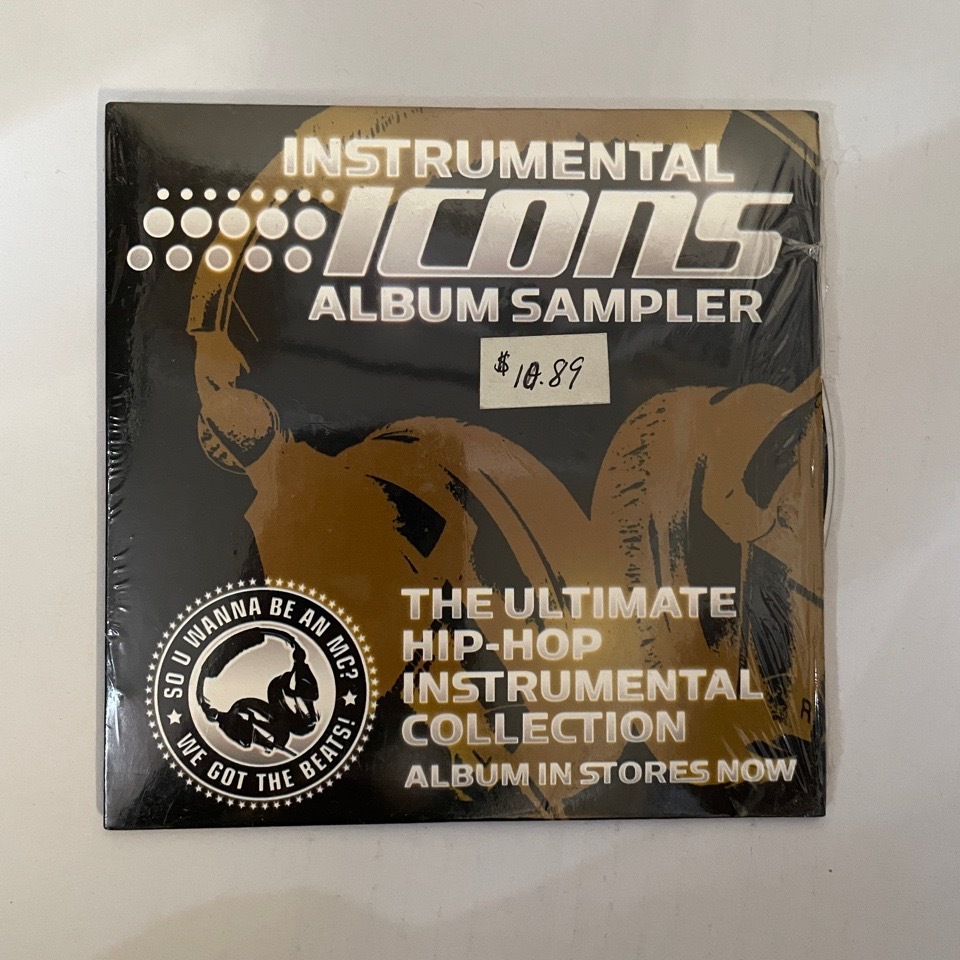 INSTRUMENTAL
ICONS
ALBUM SAMPLER
$10.89
THE ULTIMATE
HIP-HOP
INSTRUMENTAL
COLLECTION
ALBUM IN STORES NOW
SO U WANNA BE AN MC?
WE GOT THE BEATS!
R